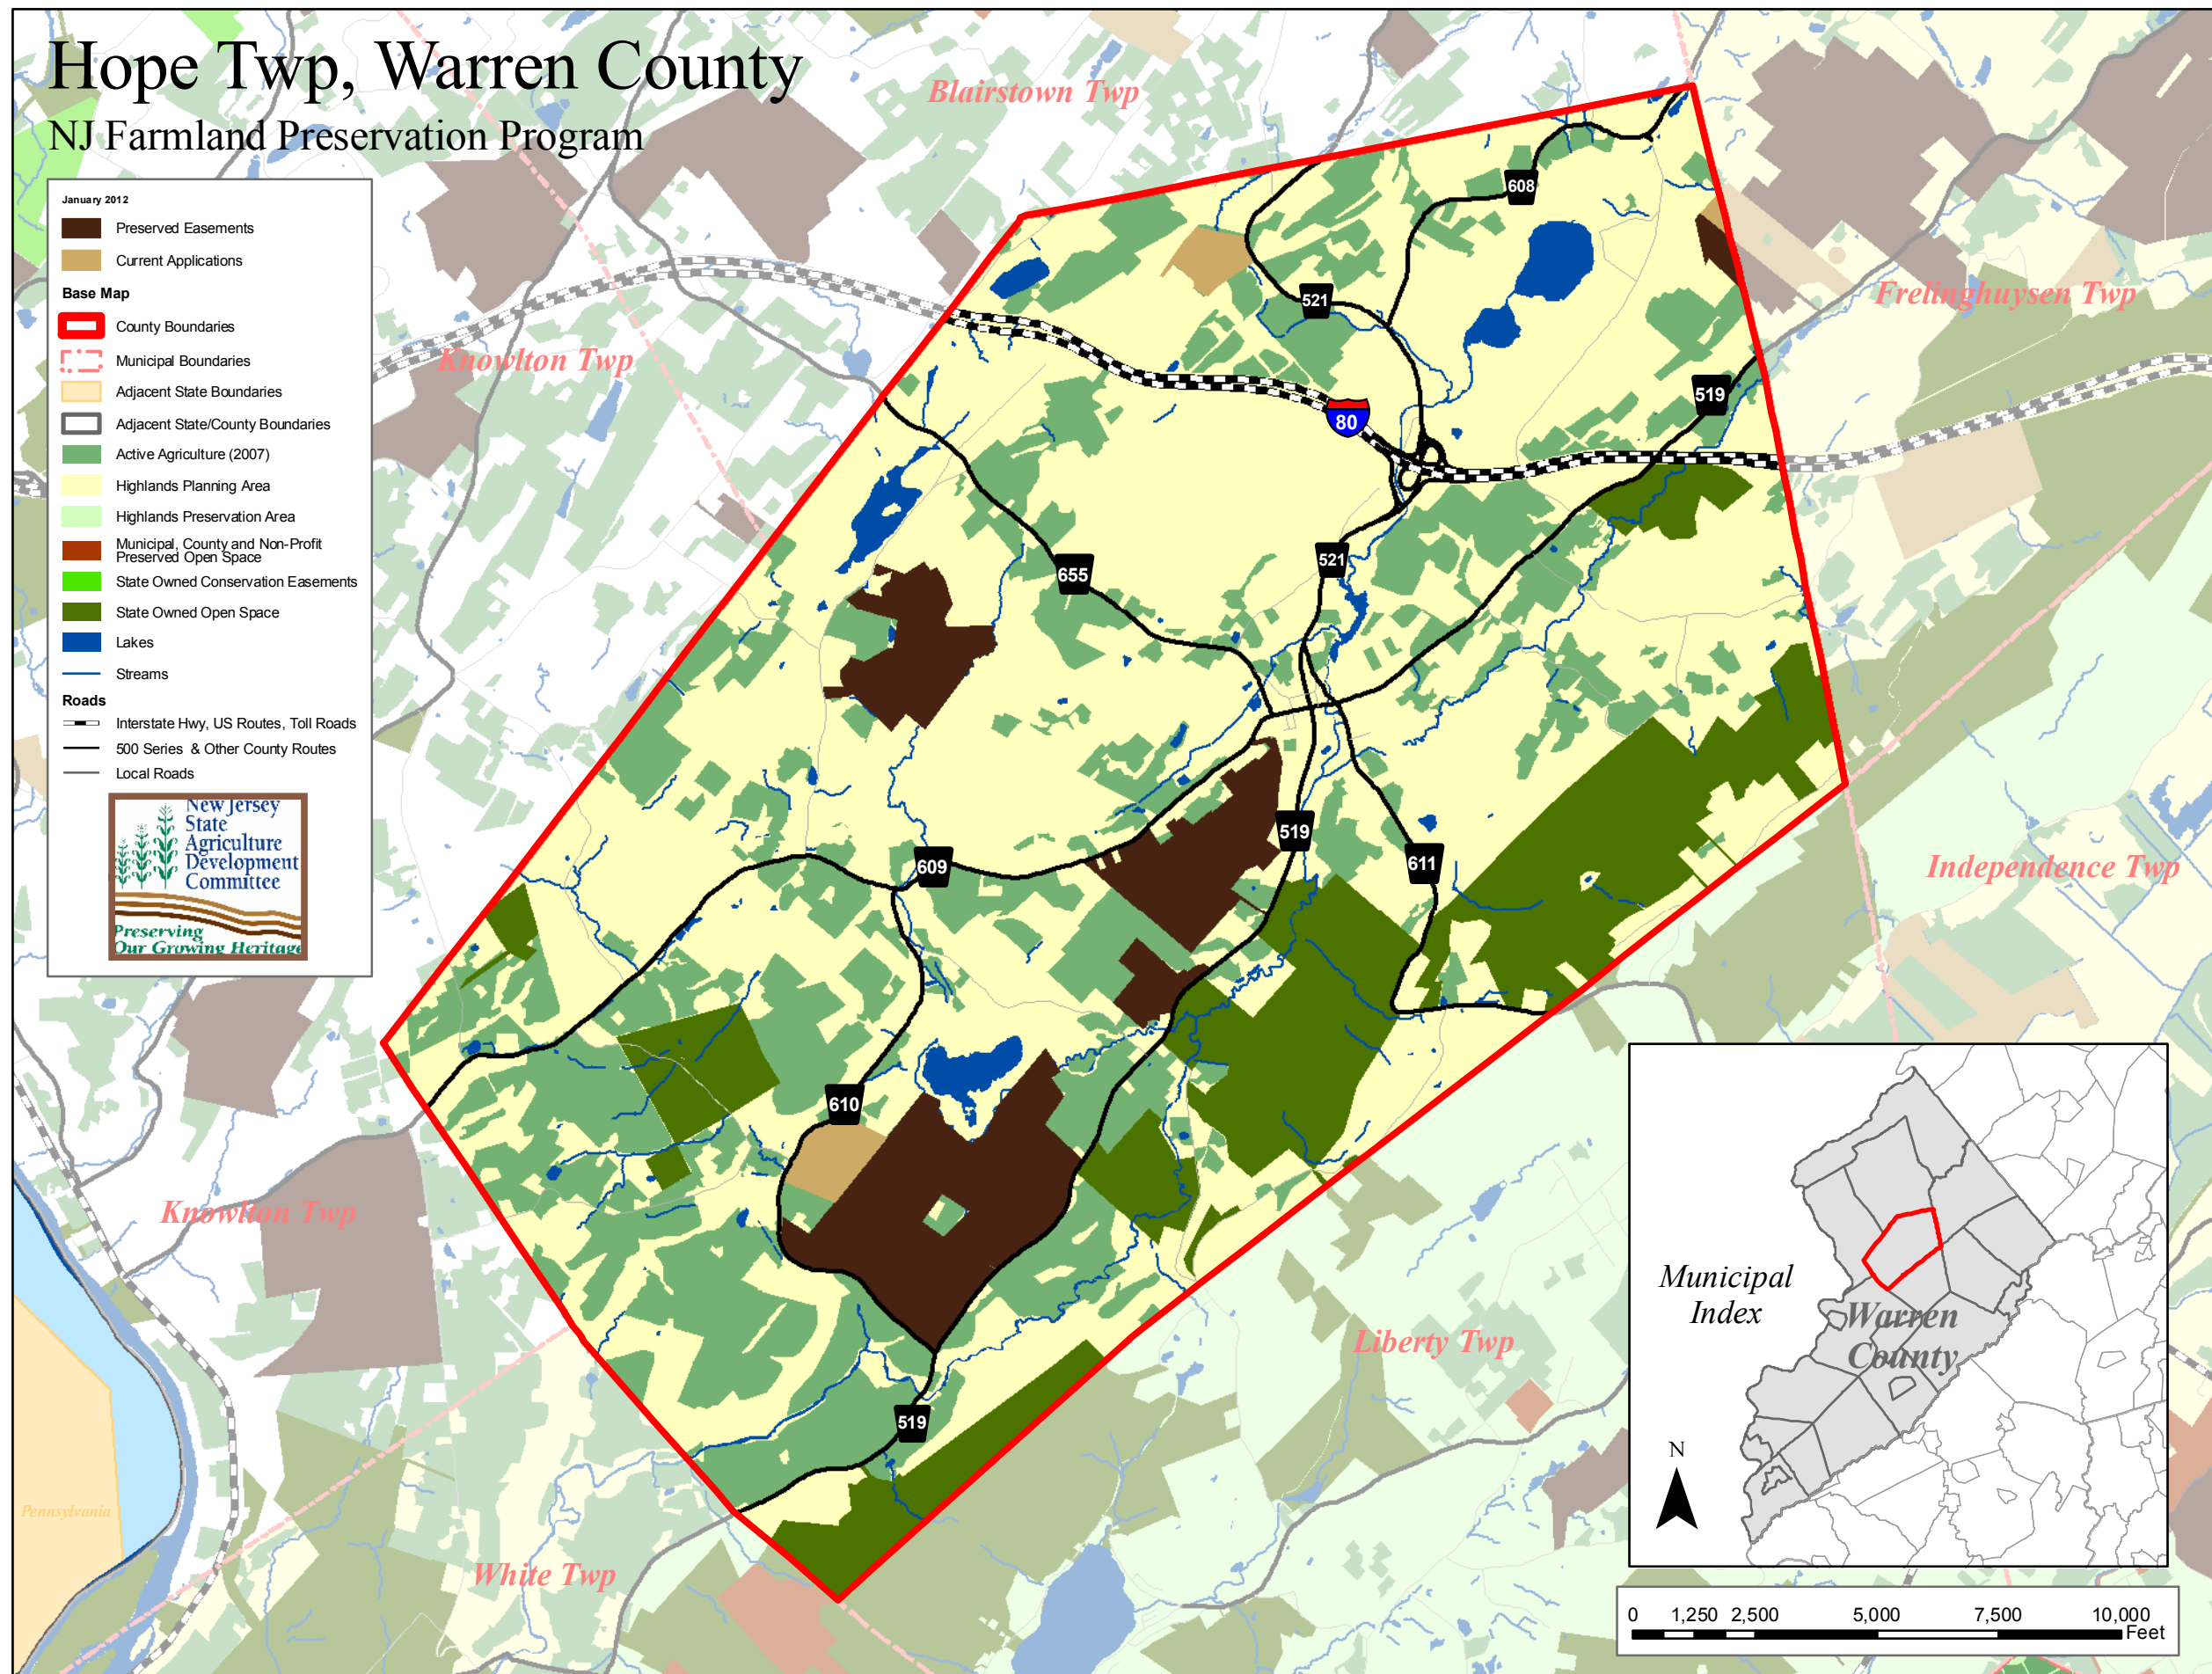 Hope Twp, Warren County
NJ Farmland Preservation Program
January 2012
Preserved Easements
Current Applications
Base Map
County Boundaries
Municipal Boundaries
Adjacent State Boundaries
Adjacent State/County Boundaries
Active Agriculture (2007)
Highlands Planning Area
Highlands Preservation Area
Municipal, County and Non-Profit
Preserved Open Space
State Owned Conservation Easements
State Owned Open Space
Lakes
Streams
Roads
Interstate Hwy, US Routes, Toll Roads
500 Series & Other County Routes
Local Roads
New Jersey
State
Agriculture
Development
Committee
Preserving
Our Growing Heritage
Blairstown Twp
608
Frelinghuysen Twp
521
Knowlton Twp
519
80
521
655
519
611
609
Independence Twp
610
Knowlton Twp
Liberty Twp
519
Pennsylvania
White Twp
Municipal
Index
Warren
County
N
0 1,250 2,500 5,000 7,500 10,000
Feet